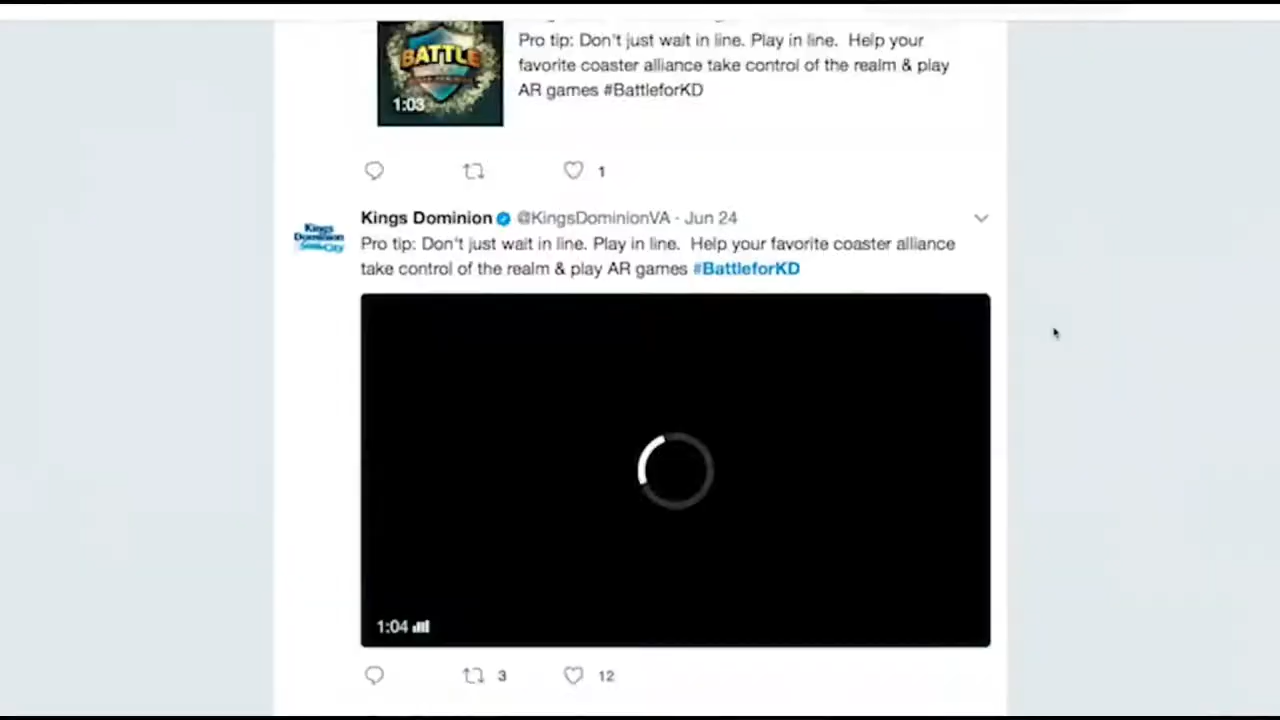 Pro tip: Don't just wait in line. Play in line. Help your
favorite coaster alliance take control of the realm & play
AR games #BattleforKD
BATTLE
1:03
1
Kings Dominion @KingsDominionVA - Jun 24
Kings
Dominion
Pro tip: Don't just wait in line. Play in line. Help your favorite coaster alliance
take control of the realm & play AR games #BattleforKD
1:04
3
12